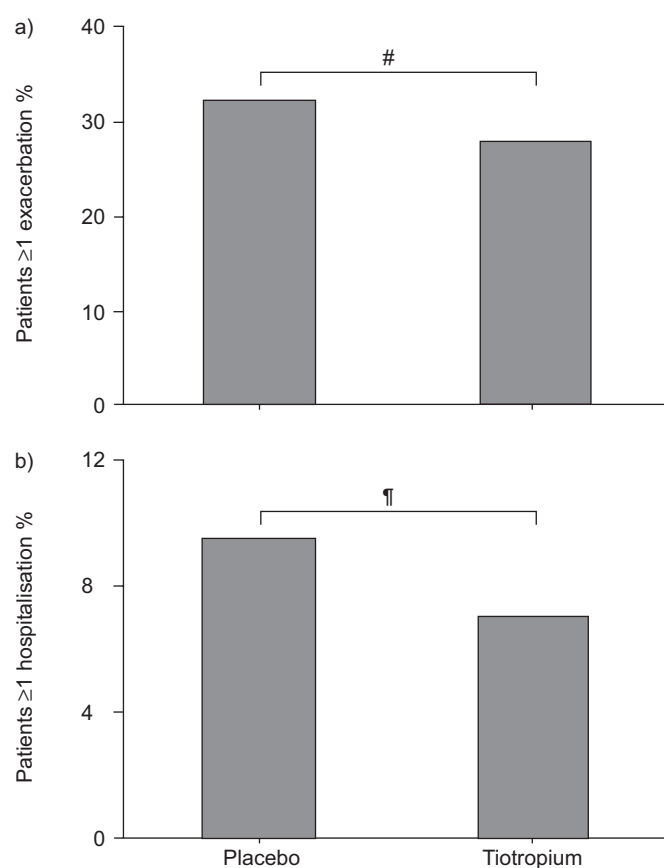 a)
Patients ≥1 exacerbation %
40
30
20
10
0
#
b)
Patients ≥1 hospitalisation %
12
8
4
0
¶
Placebo
Tiotropium